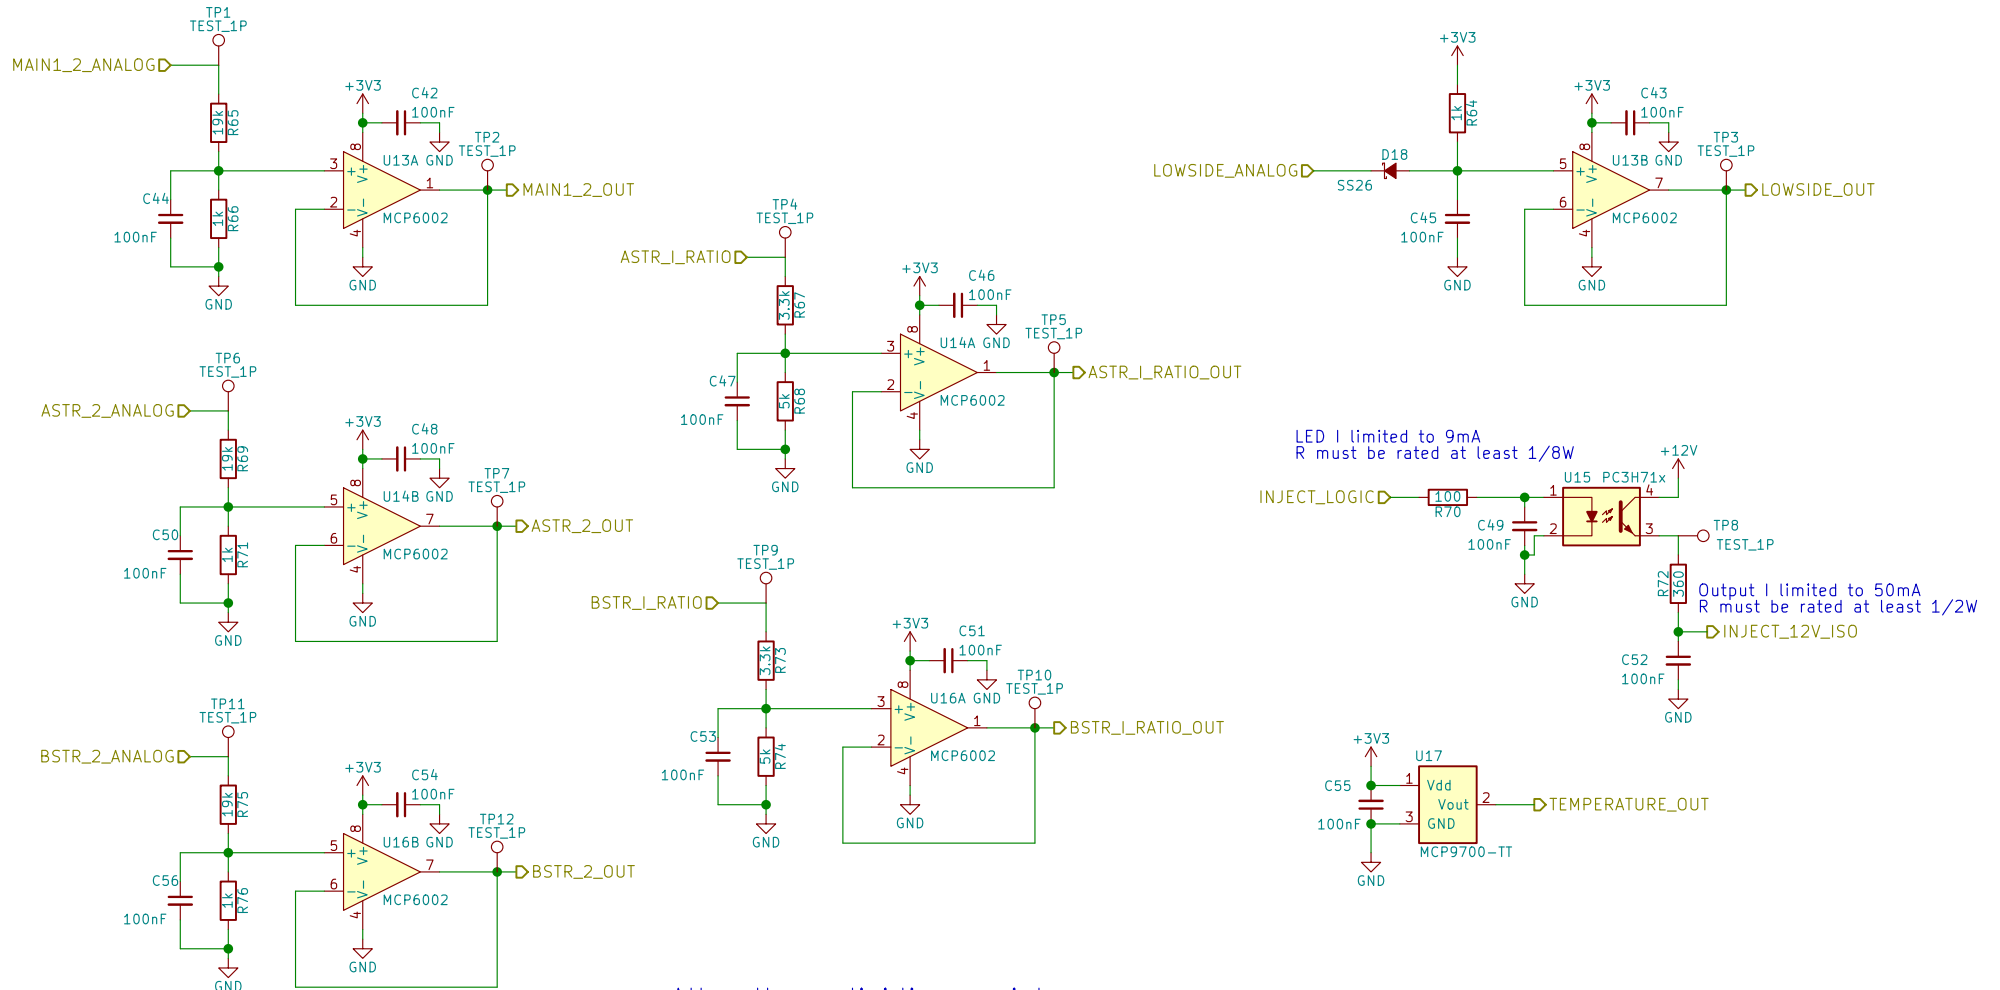 TP1
TEST_1P
MAIN1_2_ANALOG
19k
R65
+3V3
C42
100nF
8
U13A
GND
TP2
TEST_1P
3
+
V+
1
MAIN1_2_OUT
C44
100nF
1k
R66
2
−
V-
MCP6002
4
GND
GND
TP6
TEST_1P
ASTR_2_ANALOG
19k
R69
+3V3
C48
100nF
8
U14B
GND
TP7
TEST_1P
5
+
V+
7
ASTR_2_OUT
C50
100nF
1k
R71
6
−
V-
MCP6002
4
GND
GND
TP11
TEST_1P
BSTR_2_ANALOG
19k
R75
+3V3
C54
100nF
8
U16B
GND
TP12
TEST_1P
5
+
V+
7
BSTR_2_OUT
C56
100nF
1k
R76
6
−
V-
MCP6002
4
GND
GND
TP4
TEST_1P
ASTR_I_RATIO
3.3k
R67
+3V3
C46
100nF
8
U14A
GND
TP5
TEST_1P
3
+
V+
1
ASTR_I_RATIO_OUT
C47
100nF
5k
R68
2
−
V-
MCP6002
4
GND
GND
TP9
TEST_1P
BSTR_I_RATIO
3.3k
R73
+3V3
C51
100nF
8
U16A
GND
TP10
TEST_1P
3
+
V+
1
BSTR_I_RATIO_OUT
C53
100nF
5k
R74
2
−
V-
MCP6002
4
GND
GND
+3V3
1k
R64
LOWSIDE_ANALOG
D18
SS26
C45
100nF
GND
+3V3
C43
100nF
8
U13B
GND
TP3
TEST_1P
5
+
V+
7
LOWSIDE_OUT
6
−
V-
MCP6002
4
GND
LED I limited to 9mA
R must be rated at least 1/8W
INJECT_LOGIC
100
R70
C49
100nF
GND
U15
PC3H71x
1
2
4
3
+12V
TP8
TEST_1P
R72
360
Output I limited to 50mA
R must be rated at least 1/2W
INJECT_12V_ISO
C52
100nF
GND
+3V3
C55
100nF
GND
U17
1
Vdd
Vout
2
3
GND
MCP9700-TT
TEMPERATURE_OUT